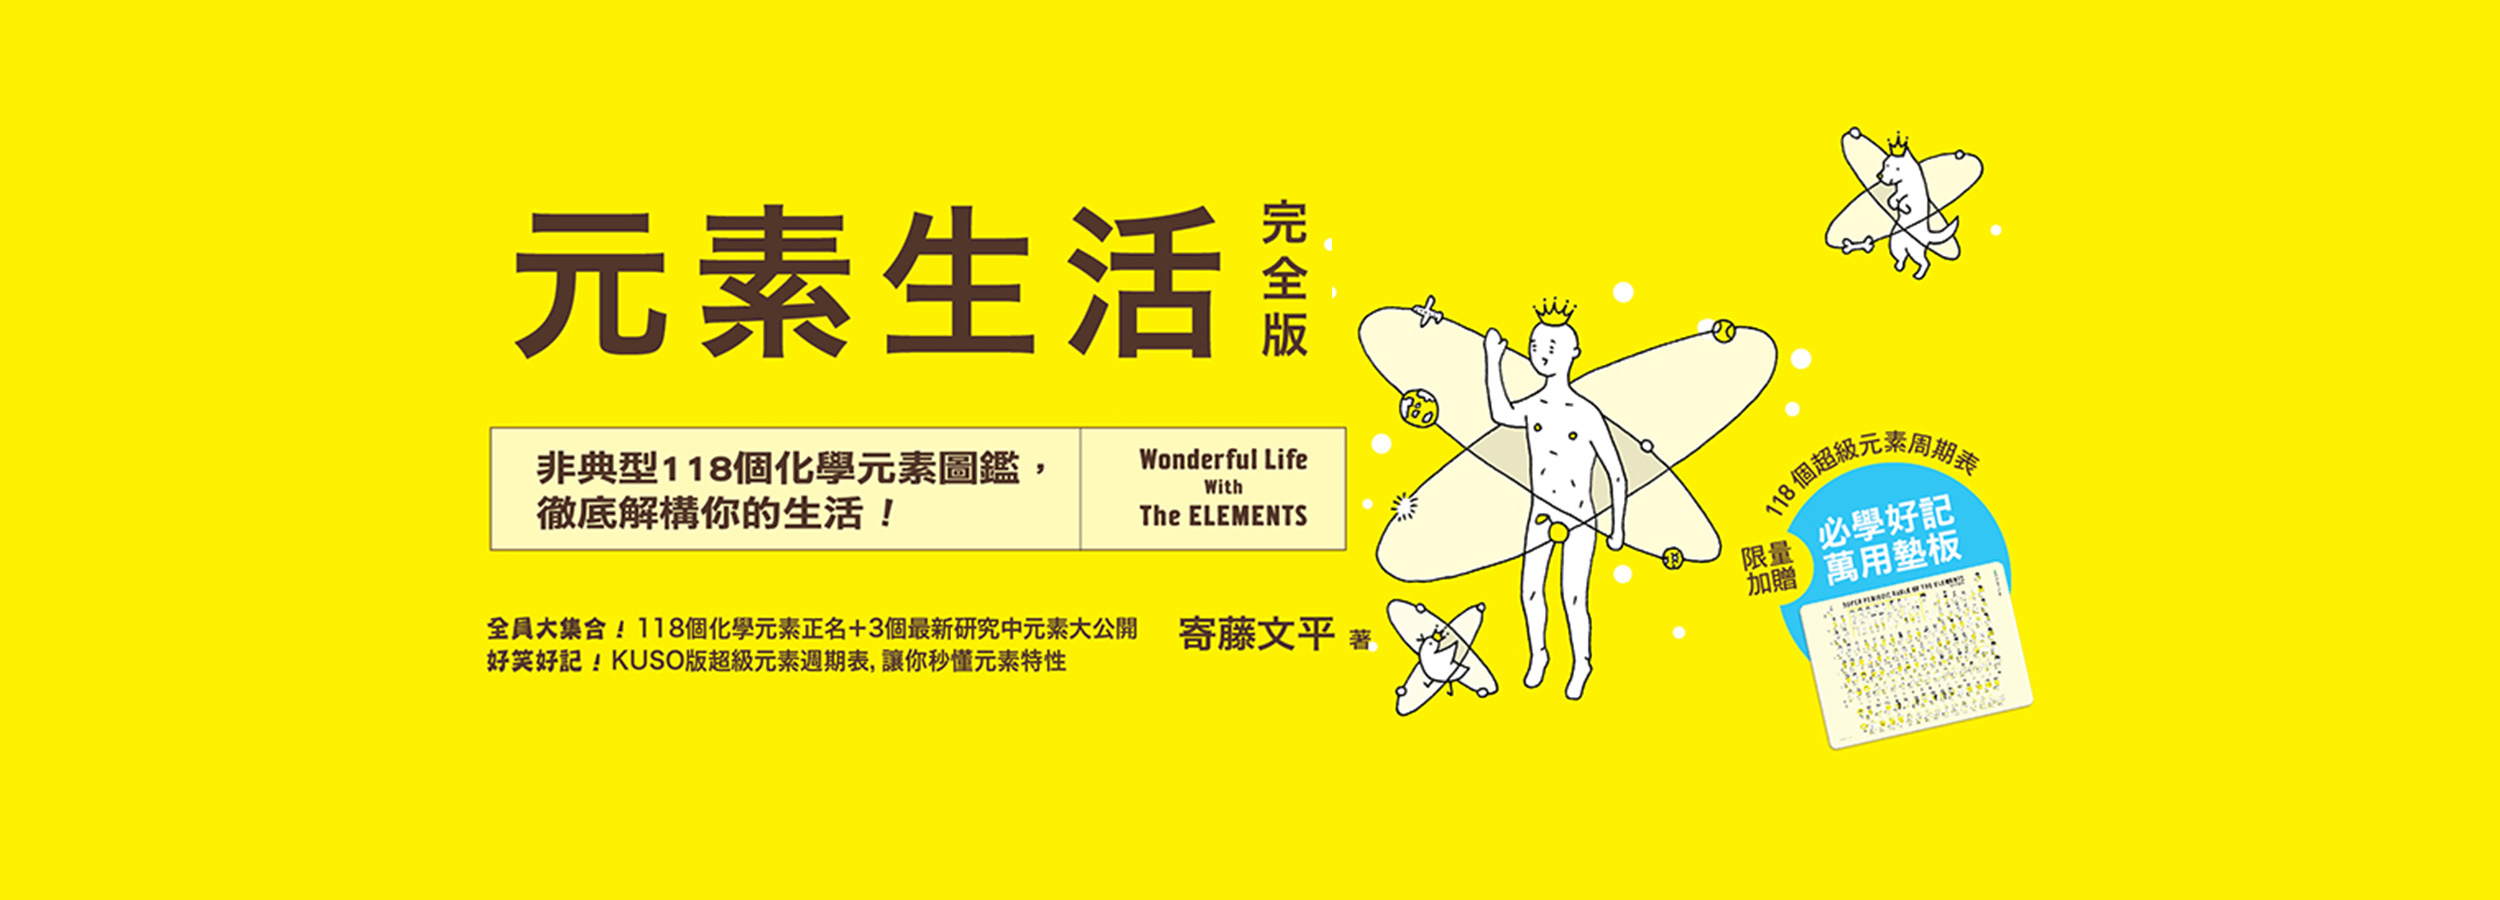 元素生活
完全版
非典型118個化學元素圖鑑，
徹底解構你的生活！
Wonderful Life
With
The ELEMENTS
全員大集合！118個化學元素正名+3個最新研究中元素大公開
好笑好記！KUSO版超級元素週期表,讓你秒懂元素特性
寄藤文平 著
118個超級元素周期表
限量
加贈
必學好記
萬用墊板
SUPER PERIODIC TABLE OF THE ELEMENTS